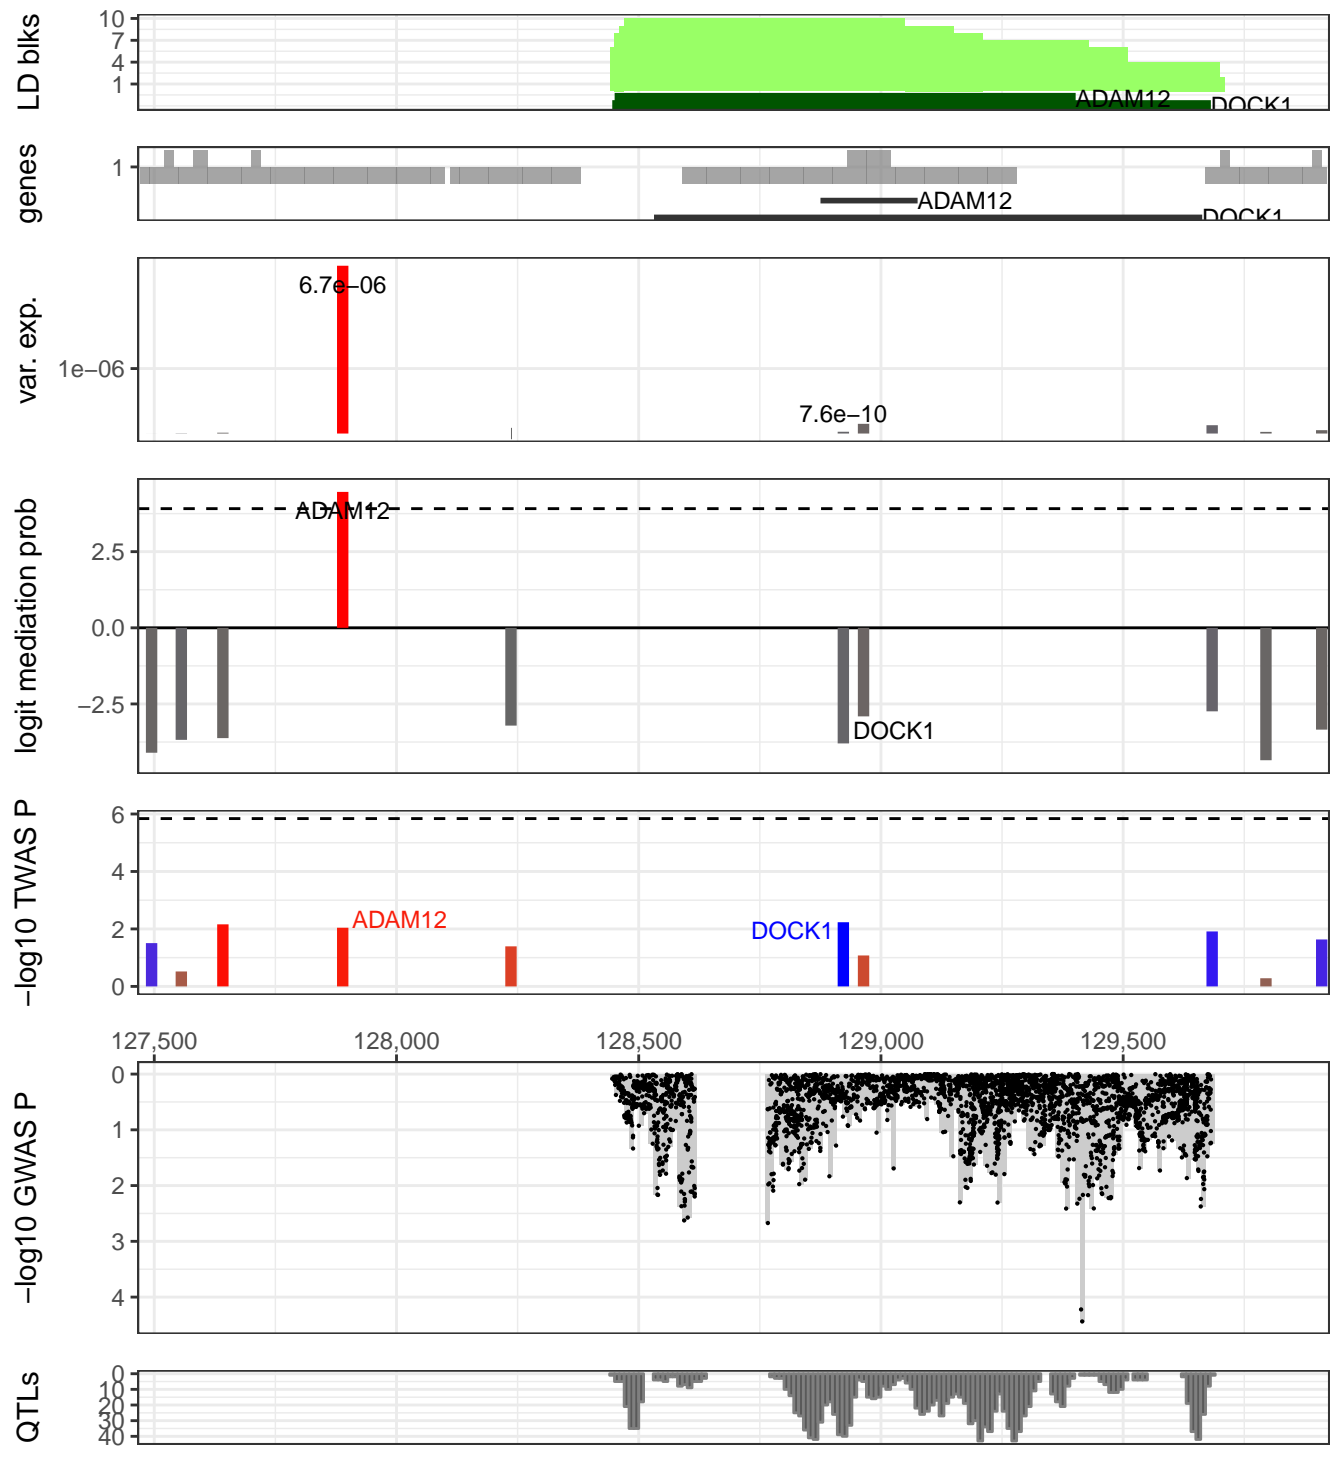 LD blks
10
7
4
1
ADAM12
DOCK1
genes
1
ADAM12
DOCK1
var. exp.
1e−06
6.7e−06
7.6e−10
logit mediation prob
2.5
0.0
−2.5
ADAM12
DOCK1
−log10 TWAS P
6
4
2
0
ADAM12
DOCK1
127,500 128,000 128,500 129,000 129,500
−log10 GWAS P
0
1
2
3
4
QTLs
0
10
20
30
40